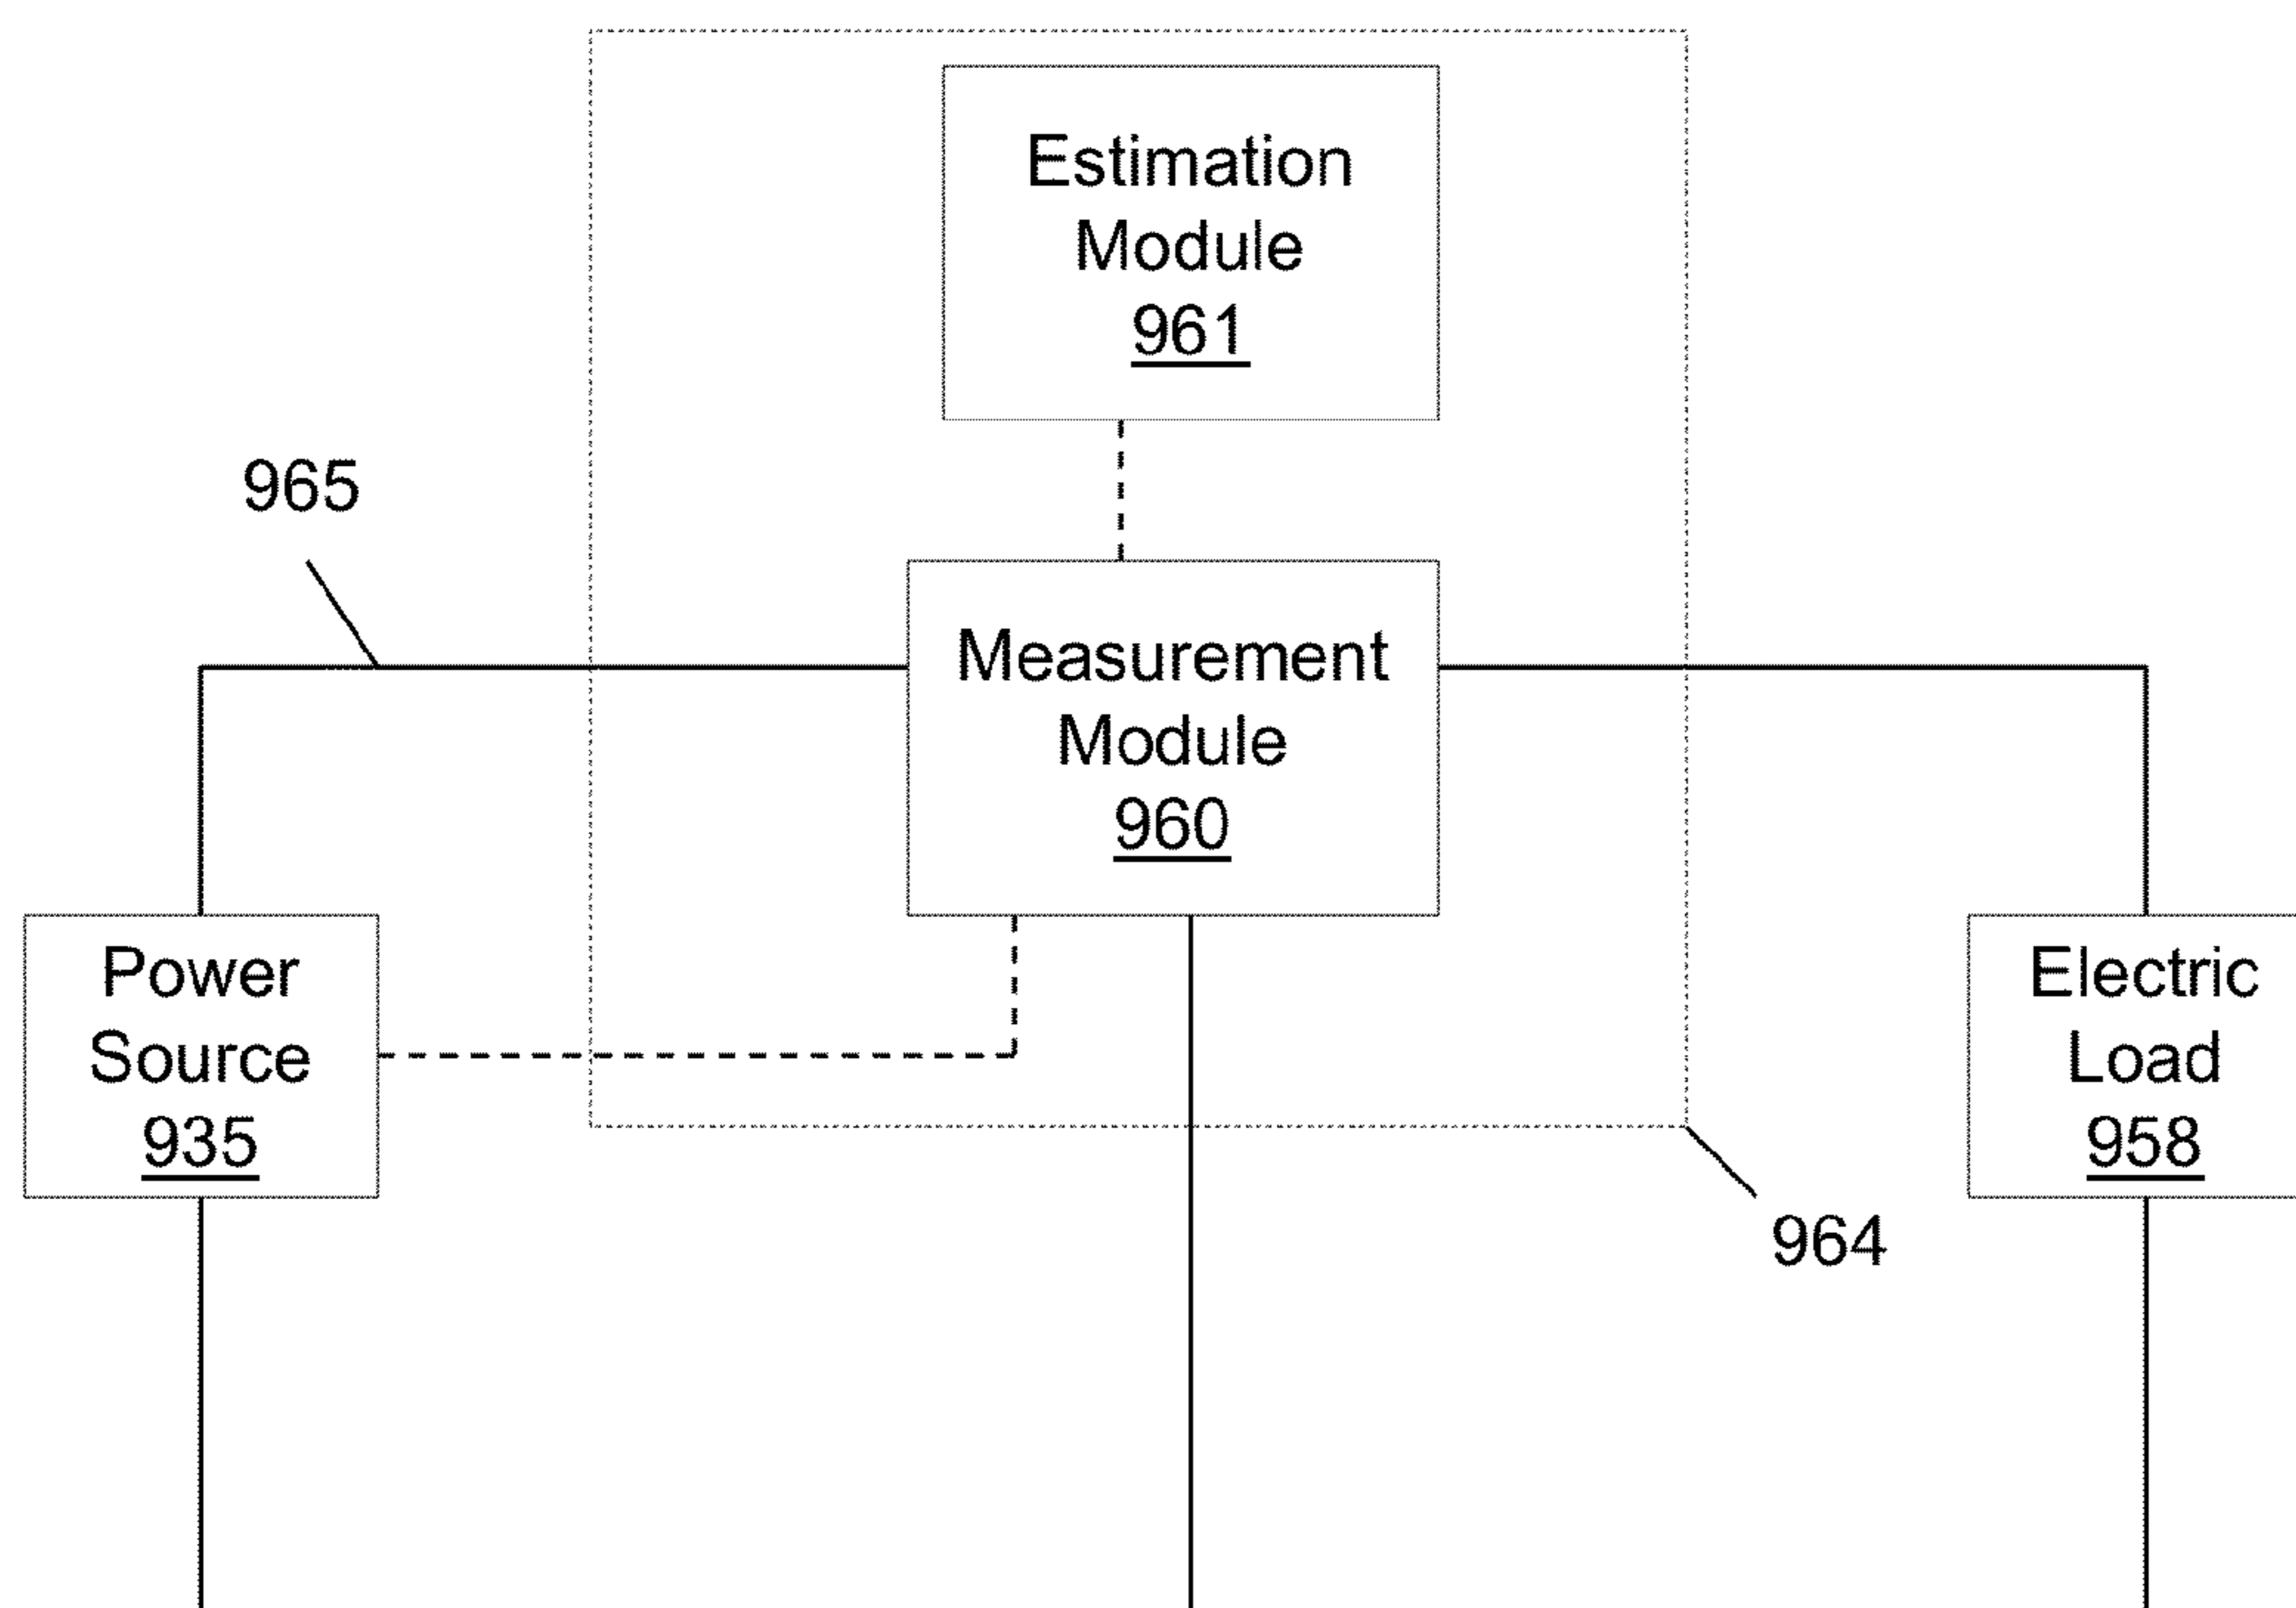 Estimation
Module
961
965
Measurement
Module
960
Power
Source
935
Electric
Load
958
964